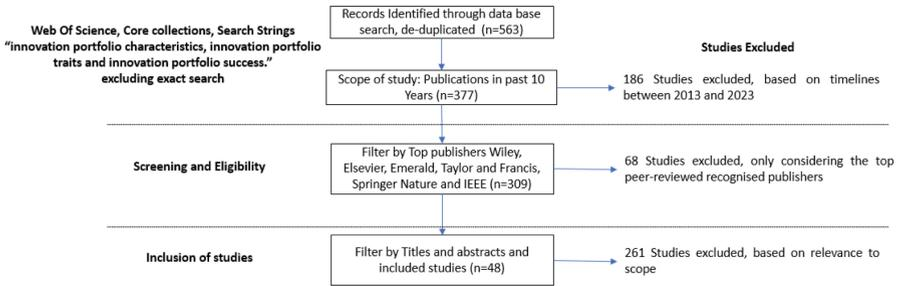 Records Identified through data base
search, de-duplicated (n=563)
Web Of Science, Core collections, Search Strings
“innovation portfolio characteristics, innovation portfolio
traits and innovation portfolio success.”
excluding exact search
Studies Excluded
Scope of study: Publications in past 10
Years (n=377)
186 Studies excluded, based on timelines
between 2013 and 2023
Screening and Eligibility
Filter by Top publishers Wiley,
Elsevier, Emerald, Taylor and Francis,
Springer Nature and IEEE (n=309)
68 Studies excluded, only considering the top
peer-reviewed recognised publishers
Inclusion of studies
Filter by Titles and abstracts and
included studies (n=48)
261 Studies excluded, based on relevance to
scope